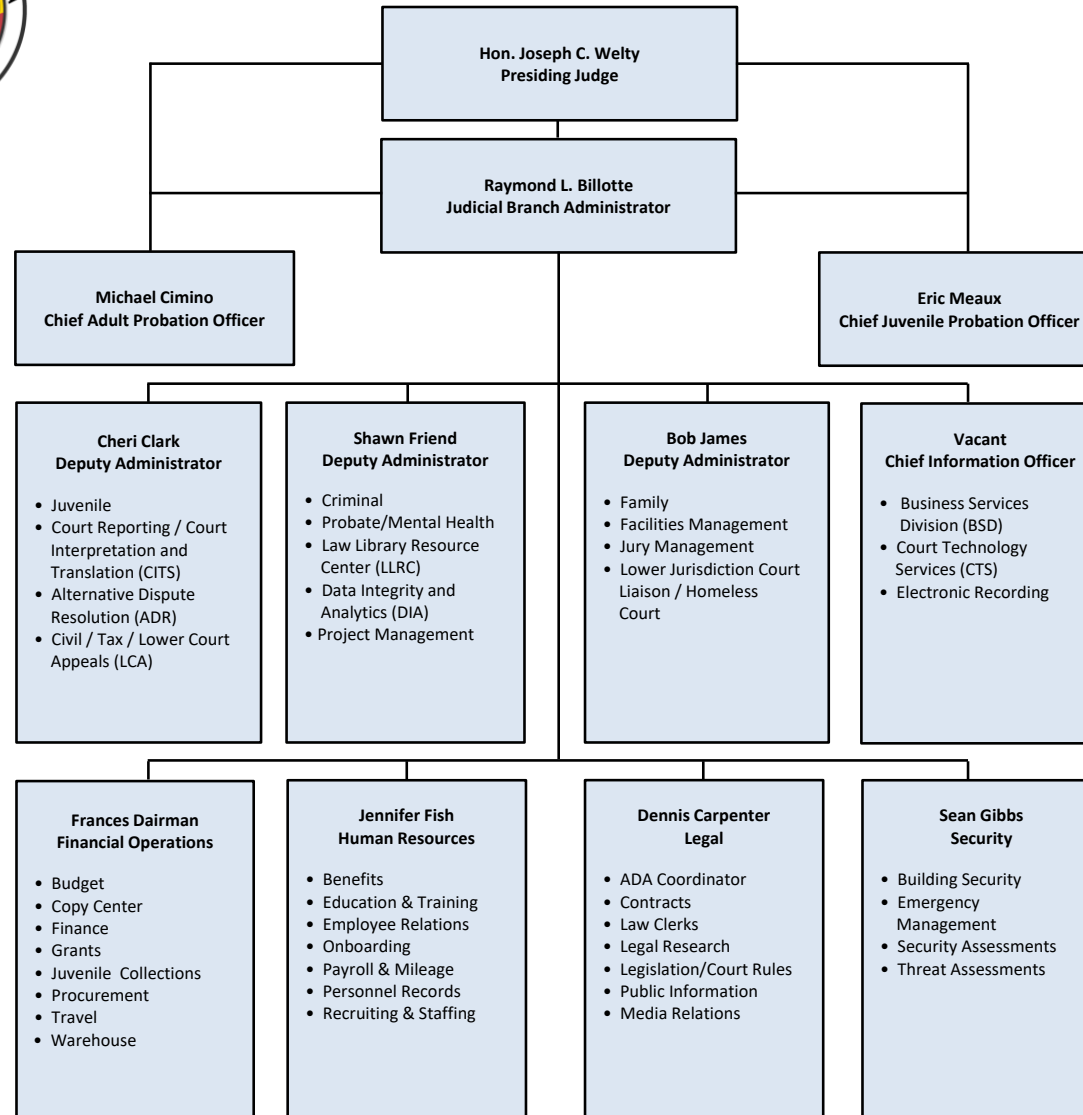 Hon. Joseph C. Welty
Presiding Judge
Raymond L. Billotte
Judicial Branch Administrator
Michael Cimino
Chief Adult Probation Officer
Eric Meaux
Chief Juvenile Probation Officer
Cheri Clark
Deputy Administrator
• Juvenile
• Court Reporting / Court
Interpretation and
Translation (CITS)
• Alternative Dispute
Resolution (ADR)
• Civil / Tax / Lower Court
Appeals (LCA)
Shawn Friend
Deputy Administrator
• Criminal
• Probate/Mental Health
• Law Library Resource
Center (LLRC)
• Data Integrity and
Analytics (DIA)
• Project Management
Bob James
Deputy Administrator
• Family
• Facilities Management
• Jury Management
• Lower Jurisdiction Court
Liaison / Homeless
Court
Vacant
Chief Information Officer
• Business Services
Division (BSD)
• Court Technology
Services (CTS)
• Electronic Recording
Frances Dairman
Financial Operations
• Budget
• Copy Center
• Finance
• Grants
• Juvenile Collections
• Procurement
• Travel
• Warehouse
Jennifer Fish
Human Resources
• Benefits
• Education & Training
• Employee Relations
• Onboarding
• Payroll & Mileage
• Personnel Records
• Recruiting & Staffing
Dennis Carpenter
Legal
• ADA Coordinator
• Contracts
• Law Clerks
• Legal Research
• Legislation/Court Rules
• Public Information
• Media Relations
Sean Gibbs
Security
• Building Security
• Emergency
Management
• Security Assessments
• Threat Assessments